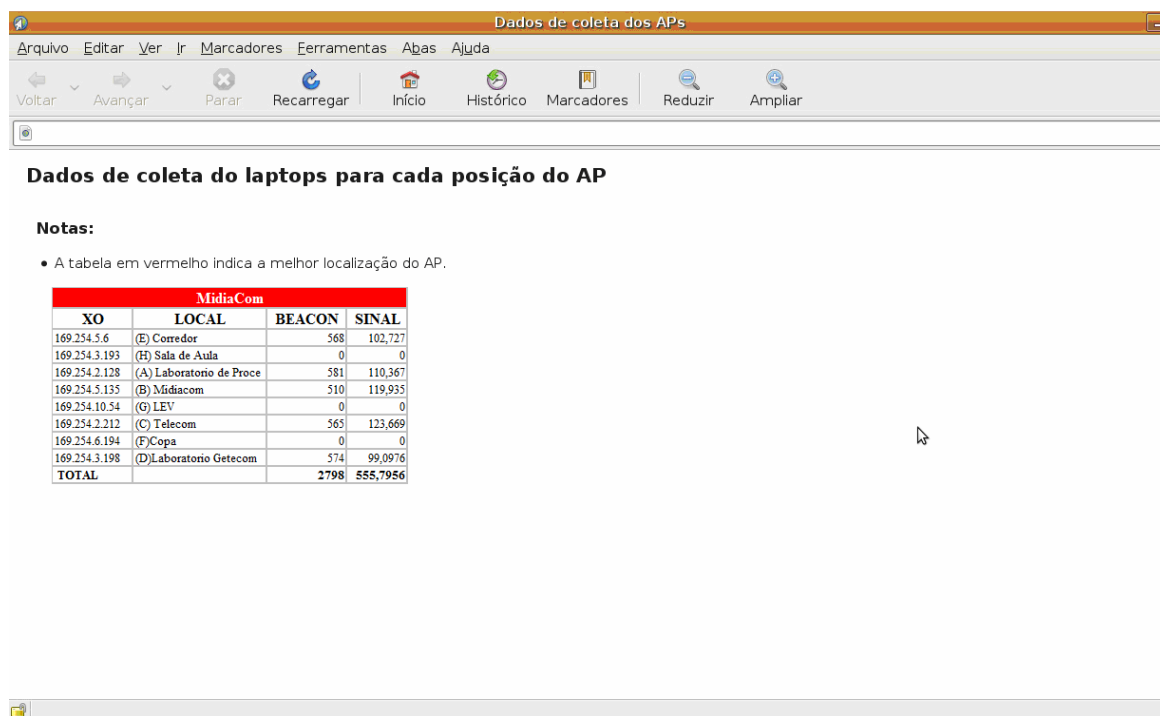 Dados de coleta dos APs
Arquivo Editar Ver Ir Marcadores Ferramentas Abas Ajuda
Voltar Avançar Parar Recarregar Início Histórico Marcadores Reduzir Ampliar
Dados de coleta do laptops para cada posição do AP
Notas:
A tabela em vermelho indica a melhor localização do AP.
MidiaCom
XO LOCAL BEACON SINAL
169.254.5.6 (E) Corredor 568 102,727
169.254.3.193 (H) Sala de Aula 0 0
169.254.2.128 (A) Laboratorio de Proce 581 110,367
169.254.5.135 (B) Midiacom 510 119,935
169.254.10.54 (G) LEV 0 0
169.254.2.212 (C) Telecom 565 123,669
169.254.6.194 (F)Copa 0 0
169.254.3.198 (D)Laboratorio Getecom 574 99,0976
TOTAL 2798 555,7956